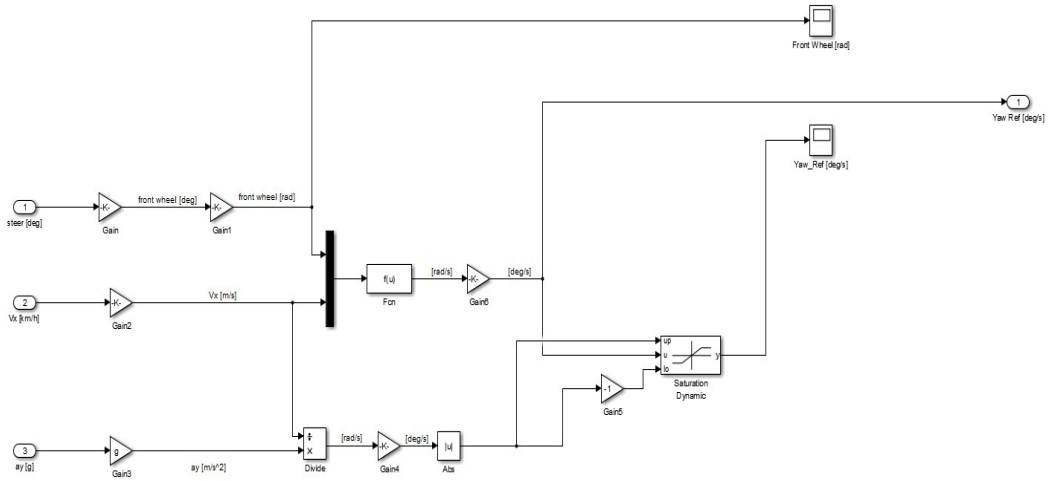 Front Wheel [rad]
1
Yaw Ref [deg/s]
Yaw_Ref [deg/s]
1
steer [deg]
-K-
Gain
front wheel [deg]
-K-
Gain1
front wheel [rad]
f(u)
Fcn
[rad/s]
-K-
Gain6
[deg/s]
2
Vx [km/h]
-K-
Gain2
Vx [m/s]
up
u
lo
y
Saturation
Dynamic
-1
Gain5
3
ay [g]
g
Gain3
ay [m/s^2]
÷
X
Divide
[rad/s]
-K-
Gain4
[deg/s]
|u|
Abs